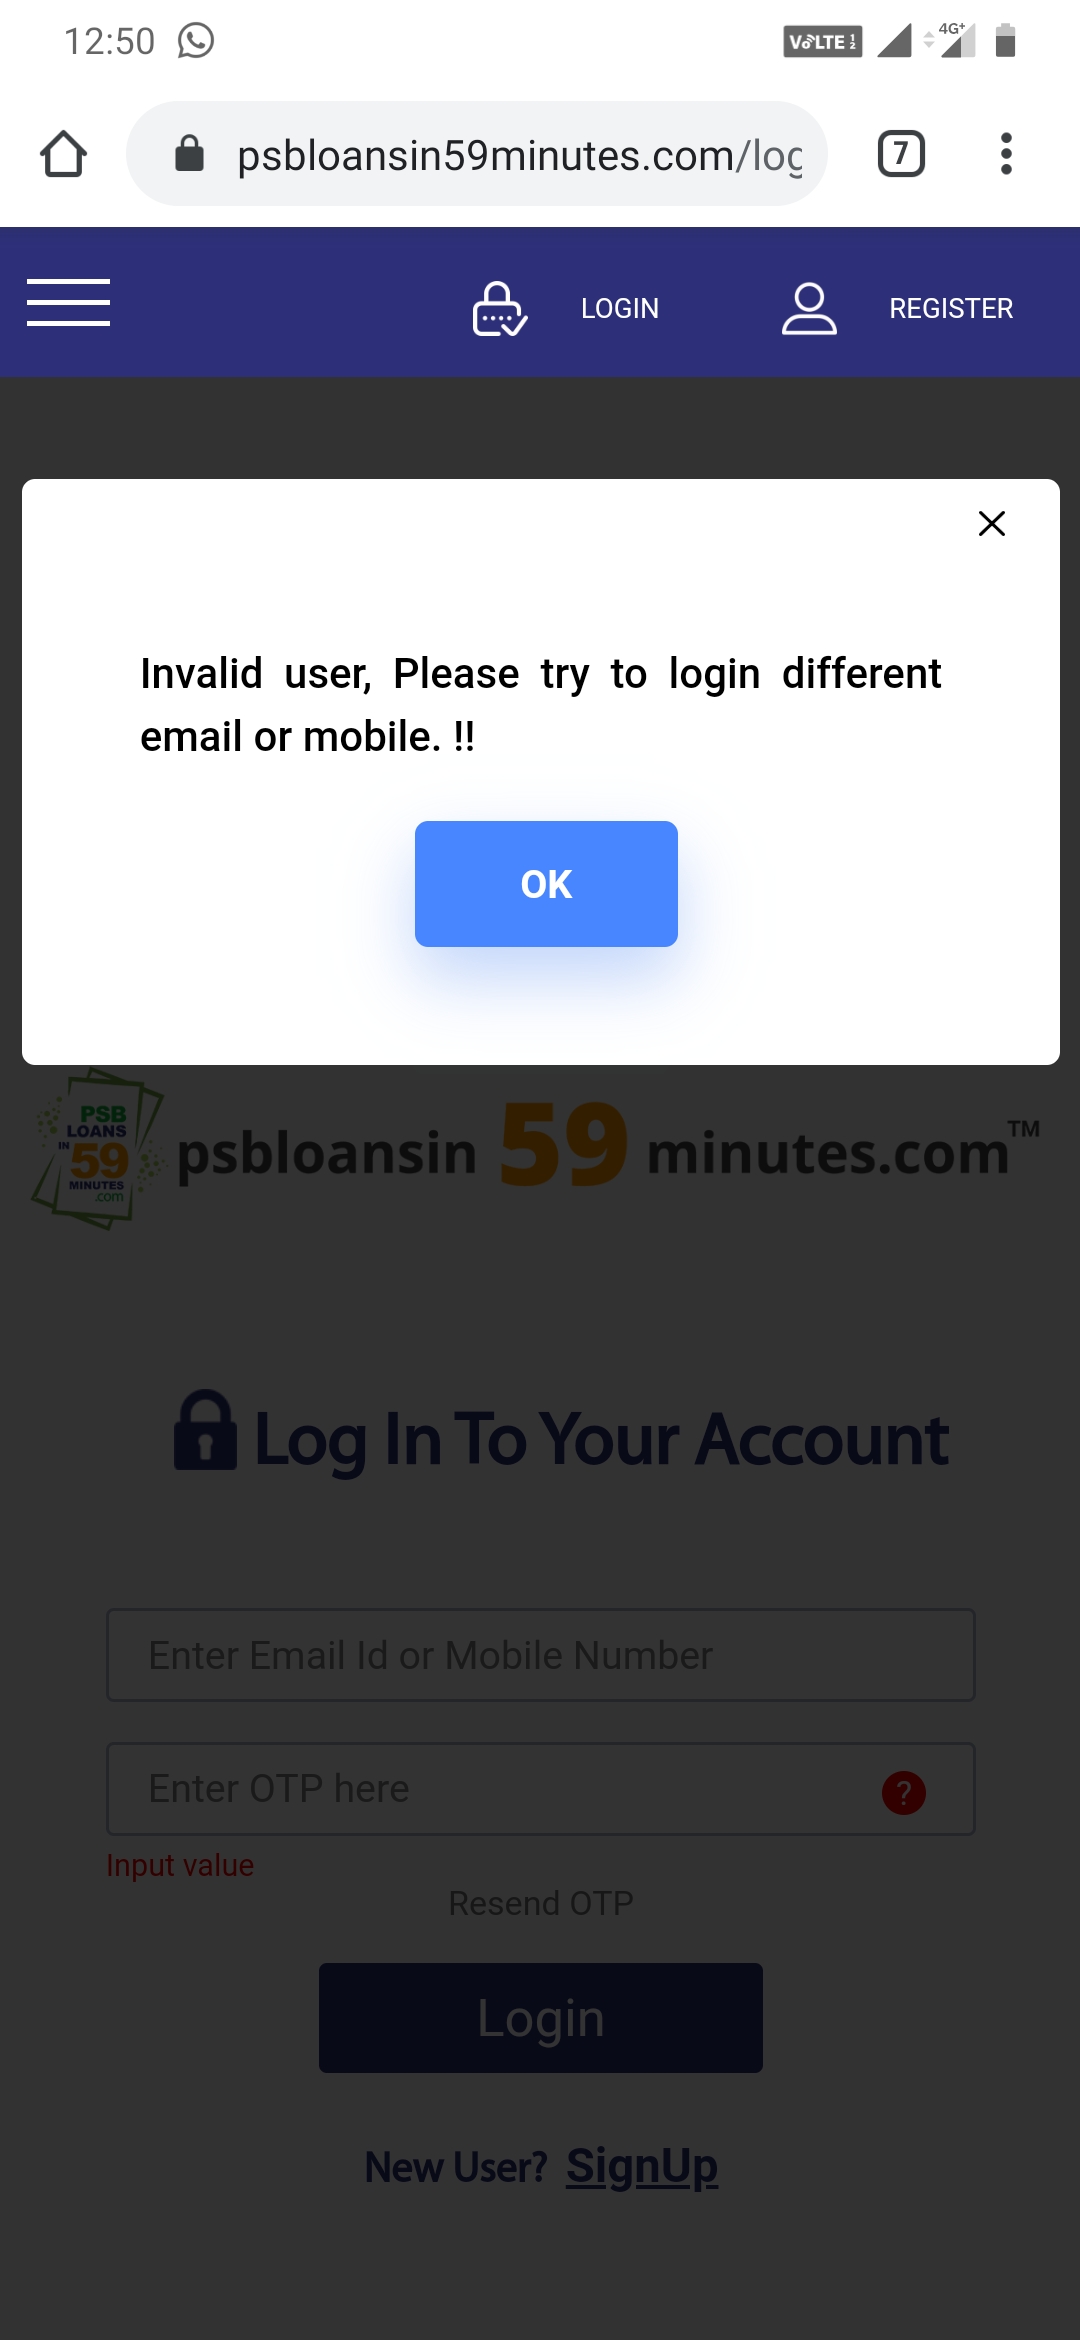 12:50
VoLTE 1 2 4G+
psbloansin59minutes.com/log
7
LOGIN
REGISTER
Invalid user, Please try to login different
email or mobile. !!
OK
PSB
LOANS
IN 59
MINUTES
.com
psbloansin 59 minutes.com™
Log In To Your Account
Enter Email Id or Mobile Number
Enter OTP here
?
Input value
Resend OTP
Login
New User? SignUp